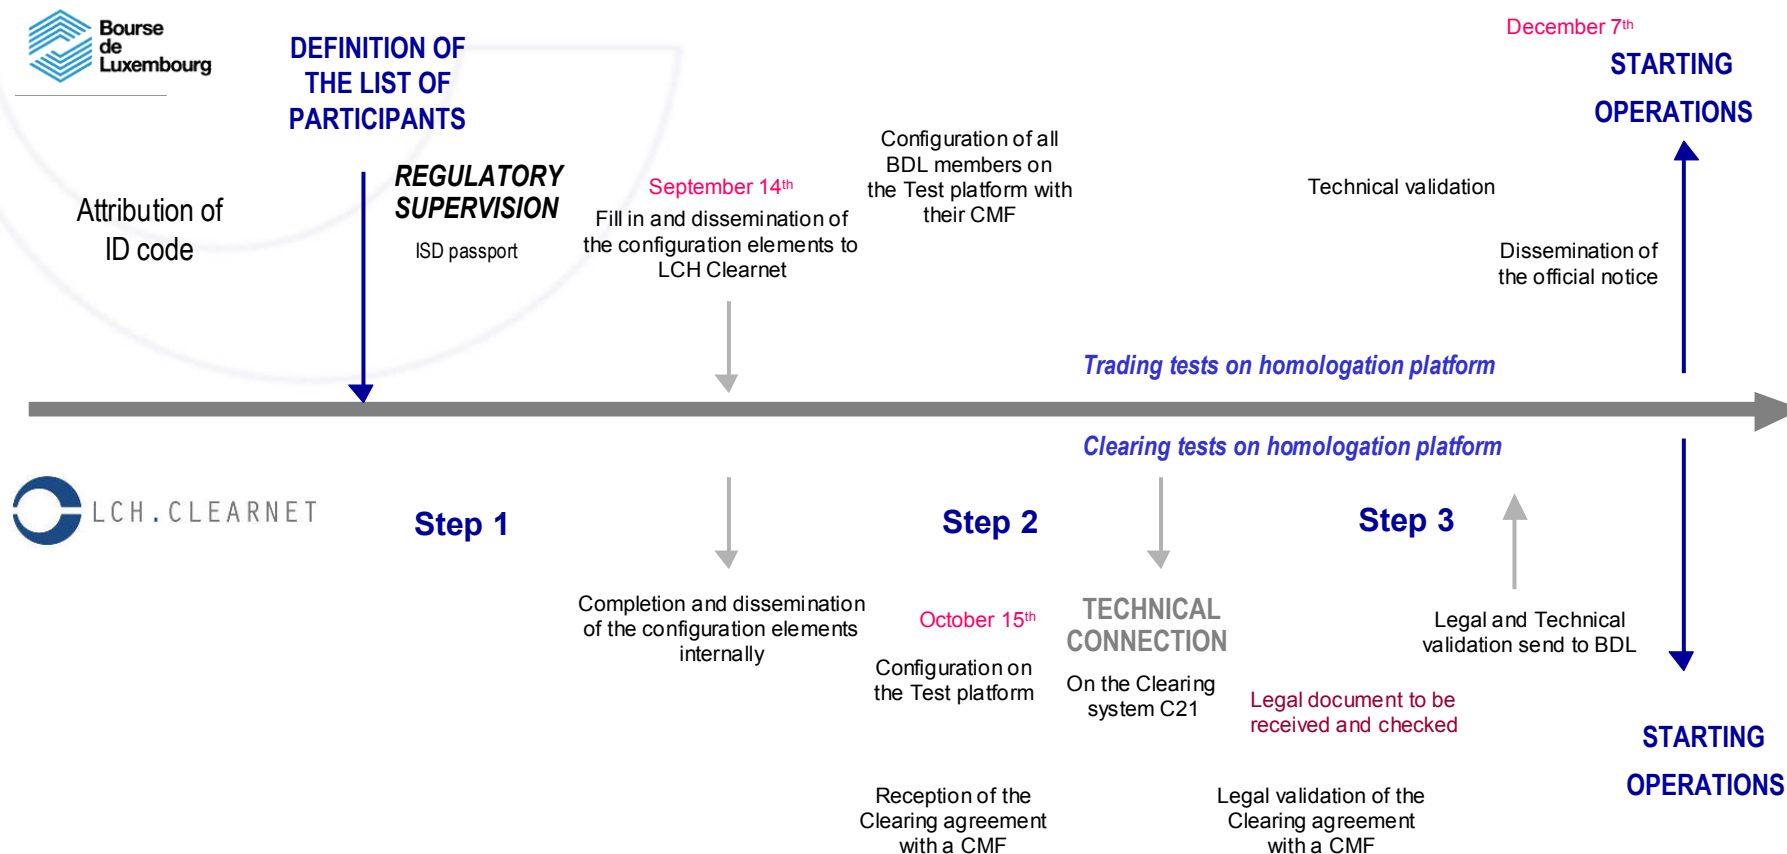 Bourse
de
Luxembourg
DEFINITION OF
THE LIST OF
PARTICIPANTS
December 7th
STARTING
OPERATIONS
Attribution of
ID code
REGULATORY
SUPERVISION
ISD passport
September 14th
Fill in and dissemination of
the configuration elements to
LCH Clearnet
Configuration of all
BDL members on
the Test platform with
their CMF
Technical validation
Dissemination of
the official notice
Trading tests on homologation platform
Clearing tests on homologation platform
LCH.CLEARNET
Step 1
Step 2
Step 3
Completion and dissemination
of the configuration elements
internally
October 15th
Configuration on
the Test platform
TECHNICAL
CONNECTION
On the Clearing
system C21
Legal and Technical
validation send to BDL
Legal document to be
received and checked
STARTING
OPERATIONS
Reception of the
Clearing agreement
with a CMF
Legal validation of the
Clearing agreement
with a CMF